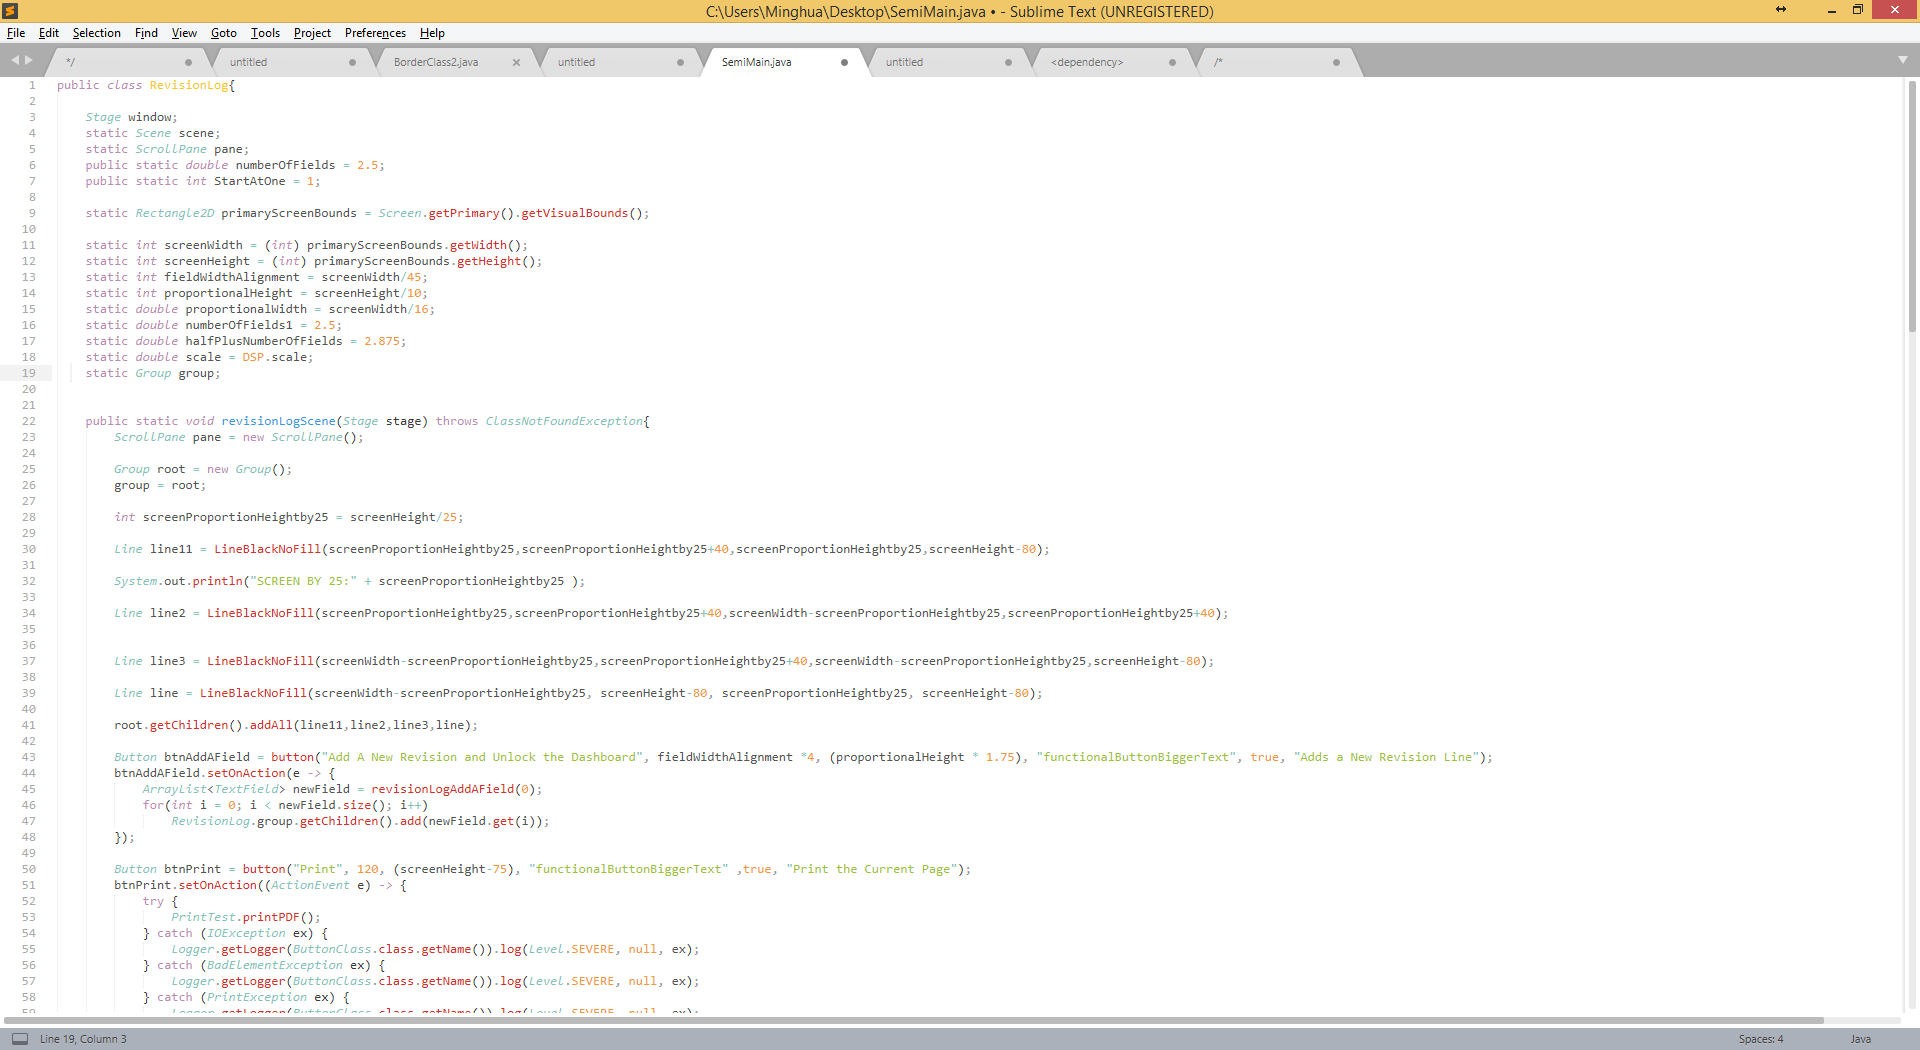 C:\Users\Minghua\Desktop\SemiMain.java • - Sublime Text (UNREGISTERED)
File Edit Selection Find View Goto Tools Project Preferences Help
*/ untitled BorderClass2.java untitled SemiMain.java untitled <dependency> /*
1 public class RevisionLog{
2
3 Stage window;
4 static Scene scene;
5 static ScrollPane pane;
6 public static double numberOfFields = 2.5;
7 public static int StartAtOne = 1;
8
9 static Rectangle2D primaryScreenBounds = Screen.getPrimary().getVisualBounds();
10
11 static int screenWidth = (int) primaryScreenBounds.getWidth();
12 static int screenHeight = (int) primaryScreenBounds.getHeight();
13 static int fieldWidthAlignment = screenWidth/45;
14 static int proportionalHeight = screenHeight/10;
15 static double proportionalWidth = screenWidth/16;
16 static double numberOfFields1 = 2.5;
17 static double halfPlusNumberOfFields = 2.875;
18 static double scale = DSP.scale;
19 static Group group;
20
21
22 public static void revisionLogScene(Stage stage) throws ClassNotFoundException{
23 ScrollPane pane = new ScrollPane();
24
25 Group root = new Group();
26 group = root;
27
28 int screenProportionHeightby25 = screenHeight/25;
29
30 Line line11 = LineBlackNoFill(screenProportionHeightby25,screenProportionHeightby25+40,screenProportionHeightby25,screenHeight-80);
31
32 System.out.println("SCREEN BY 25:" + screenProportionHeightby25 );
33
34 Line line2 = LineBlackNoFill(screenProportionHeightby25,screenProportionHeightby25+40,screenWidth-screenProportionHeightby25,screenProportionHeightby25+40);
35
36
37 Line line3 = LineBlackNoFill(screenWidth-screenProportionHeightby25,screenProportionHeightby25+40,screenWidth-screenProportionHeightby25,screenHeight-80);
38
39 Line line = LineBlackNoFill(screenWidth-screenProportionHeightby25, screenHeight-80, screenProportionHeightby25, screenHeight-80);
40
41 root.getChildren().addAll(line11,line2,line3,line);
42
43 Button btnAddAField = button("Add A New Revision and Unlock the Dashboard", fieldWidthAlignment *4, (proportionalHeight * 1.75), "functionalButtonBiggerText", true, "Adds a New Revision Line");
44 btnAddAField.setOnAction(e -> {
45 ArrayList<TextField> newField = revisionLogAddAField(0);
46 for(int i = 0; i < newField.size(); i++)
47 RevisionLog.group.getChildren().add(newField.get(i));
48 });
49
50 Button btnPrint = button("Print", 120, (screenHeight-75), "functionalButtonBiggerText" ,true, "Print the Current Page");
51 btnPrint.setOnAction((ActionEvent e) -> {
52 try {
53 PrintTest.printPDF();
54 } catch (IOException ex) {
55 Logger.getLogger(ButtonClass.class.getName()).log(Level.SEVERE, null, ex);
56 } catch (BadElementException ex) {
57 Logger.getLogger(ButtonClass.class.getName()).log(Level.SEVERE, null, ex);
58 } catch (PrintException ex) {
59 Logger.getLogger(ButtonClass.class.getName()).log(Level.SEVERE, null, ex);
Line 19, Column 3 Spaces: 4 Java